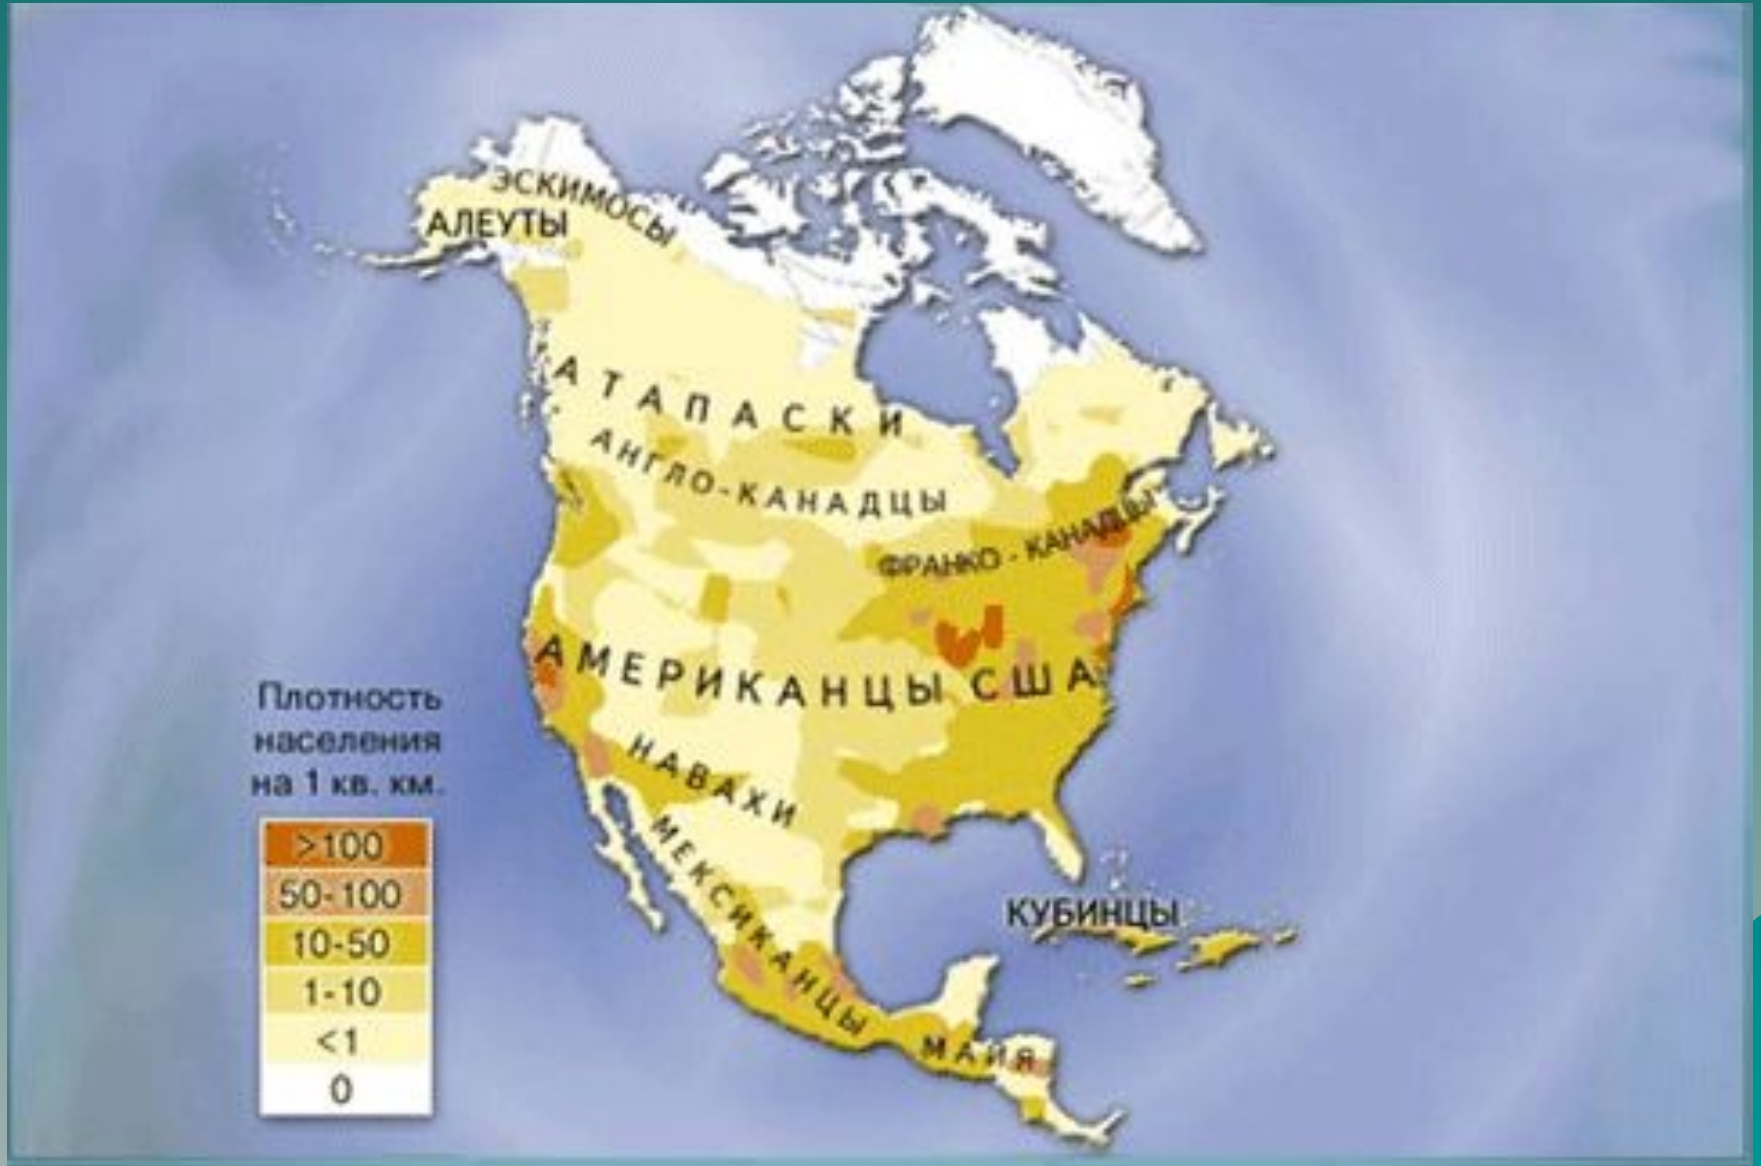 ЭСКИМОСЫ
АЛЕУТЫ
АТАПАСКИ
АНГЛО-КАНАДЦЫ
ФРАНКО - КАНАДЦЫ
АМЕРИКАНЦЫ США
НАВАХИ
МЕКСИКАНЦЫ
КУБИНЦЫ
МАЙЯ
Плотность
населения
на 1 кв. км.
>100
50-100
10-50
1-10
<1
0